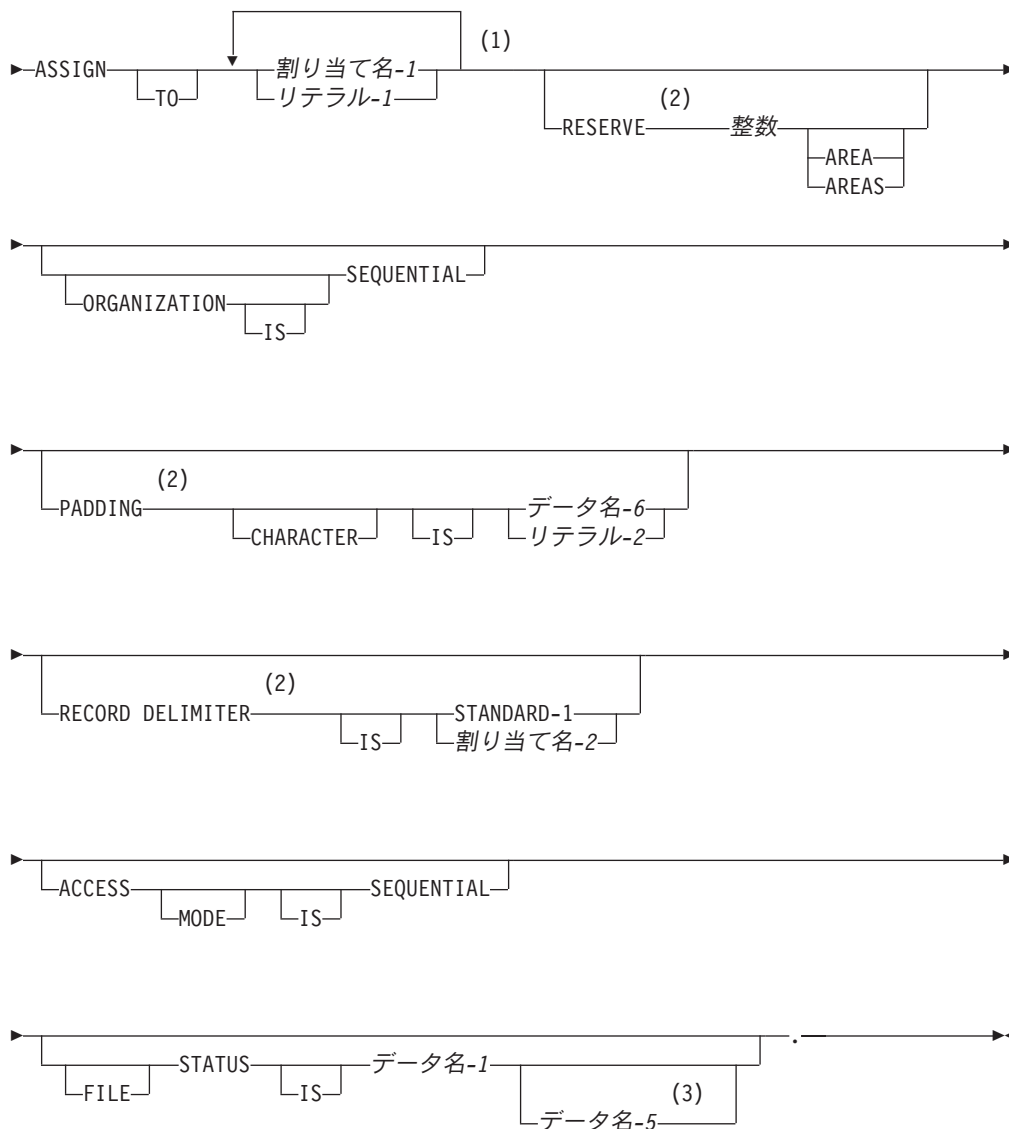 (1)
ASSIGN TO 割り当て名-1
リテラル-1
(2)
RESERVE 整数
AREA
AREAS
ORGANIZATION IS SEQUENTIAL
(2)
PADDING CHARACTER IS データ名-6
リテラル-2
(2)
RECORD DELIMITER IS STANDARD-1
割り当て名-2
ACCESS MODE IS SEQUENTIAL
FILE STATUS IS データ名-1 .
(3)
データ名-5